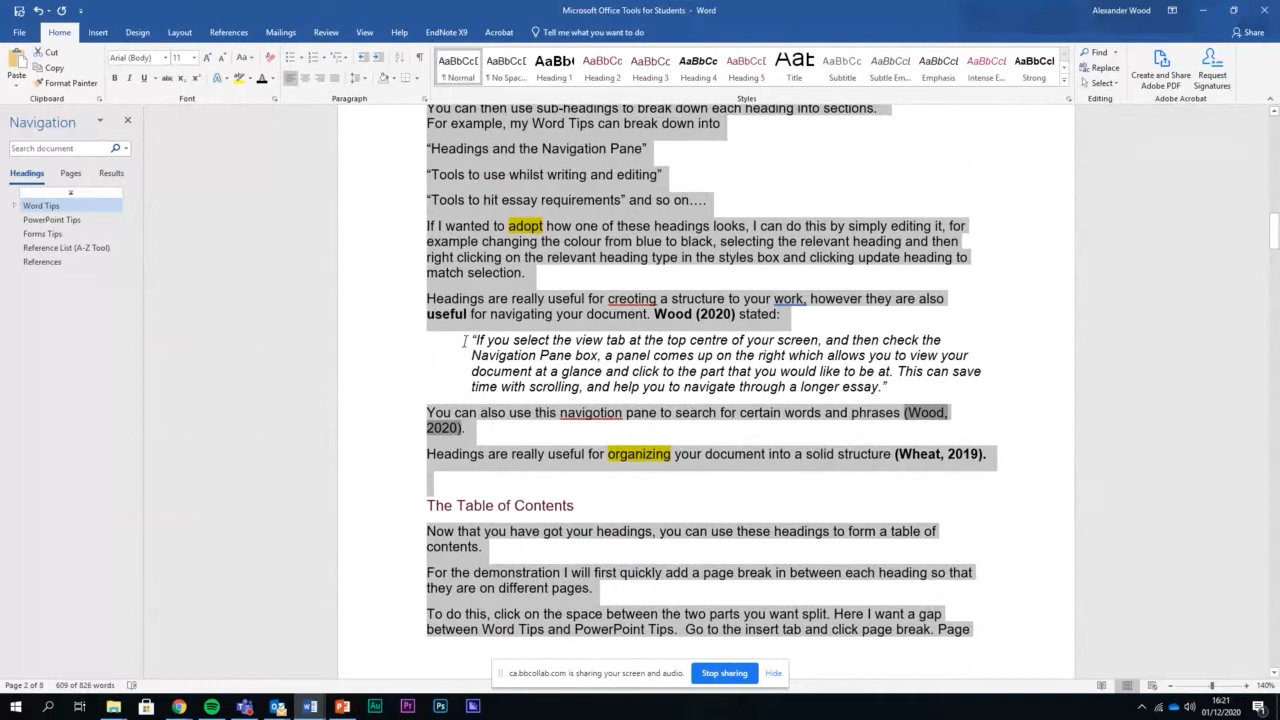 Microsoft Office Tools for Students - Word
Alexander Wood
File Home Insert Draw Design Layout References Mailings Review View Help EndNote X9 Acrobat Tell me what you want to do Share
Paste
Cut
Copy
Format Painter
Clipboard
Arial (Body) 11
Font
Paragraph
AaBbCcD AaBbCcD AaBbC AaBbCc AaBbCc AaBbCc AaBbCc AaB AaBbCc AaBbCcDt AaBbCcDt AaBbCcDt AaBbCcD
¶ Normal ¶ No Spac... Heading 1 Heading 2 Heading 3 Heading 4 Heading 5 Title Subtitle Subtle Em... Emphasis Intense E... Strong
Styles
Find
Replace
Select
Editing
Create and Share Adobe PDF
Request Signatures
Adobe Acrobat
Navigation
Search document
Headings Pages Results
Word Tips
PowerPoint Tips
Forms Tips
Reference List (A-Z Tool)
References
You can then use sub-headings to break down each heading into sections.
For example, my Word Tips can break down into
“Headings and the Navigation Pane”
“Tools to use whilst writing and editing”
“Tools to hit essay requirements” and so on….
If I wanted to adopt how one of these headings looks, I can do this by simply editing it, for
example changing the colour from blue to black, selecting the relevant heading and then
right clicking on the relevant heading type in the styles box and clicking update heading to
match selection.
Headings are really useful for creoting a structure to your work, however they are also
useful for navigating your document. Wood (2020) stated:
“If you select the view tab at the top centre of your screen, and then check the
Navigation Pane box, a panel comes up on the right which allows you to view your
document at a glance and click to the part that you would like to be at. This can save
time with scrolling, and help you to navigate through a longer essay.”
You can also use this navigotion pane to search for certain words and phrases (Wood,
2020).
Headings are really useful for organizing your document into a solid structure (Wheat, 2019).
The Table of Contents
Now that you have got your headings, you can use these headings to form a table of
contents.
For the demonstration I will first quickly add a page break in between each heading so that
they are on different pages.
To do this, click on the space between the two parts you want split. Here I want a gap
between Word Tips and PowerPoint Tips. Go to the insert tab and click page break. Page
ca.bbcollab.com is sharing your screen and audio. Stop sharing Hide
Page 2 of 8 609 of 826 words 140%
16:21
01/12/2020